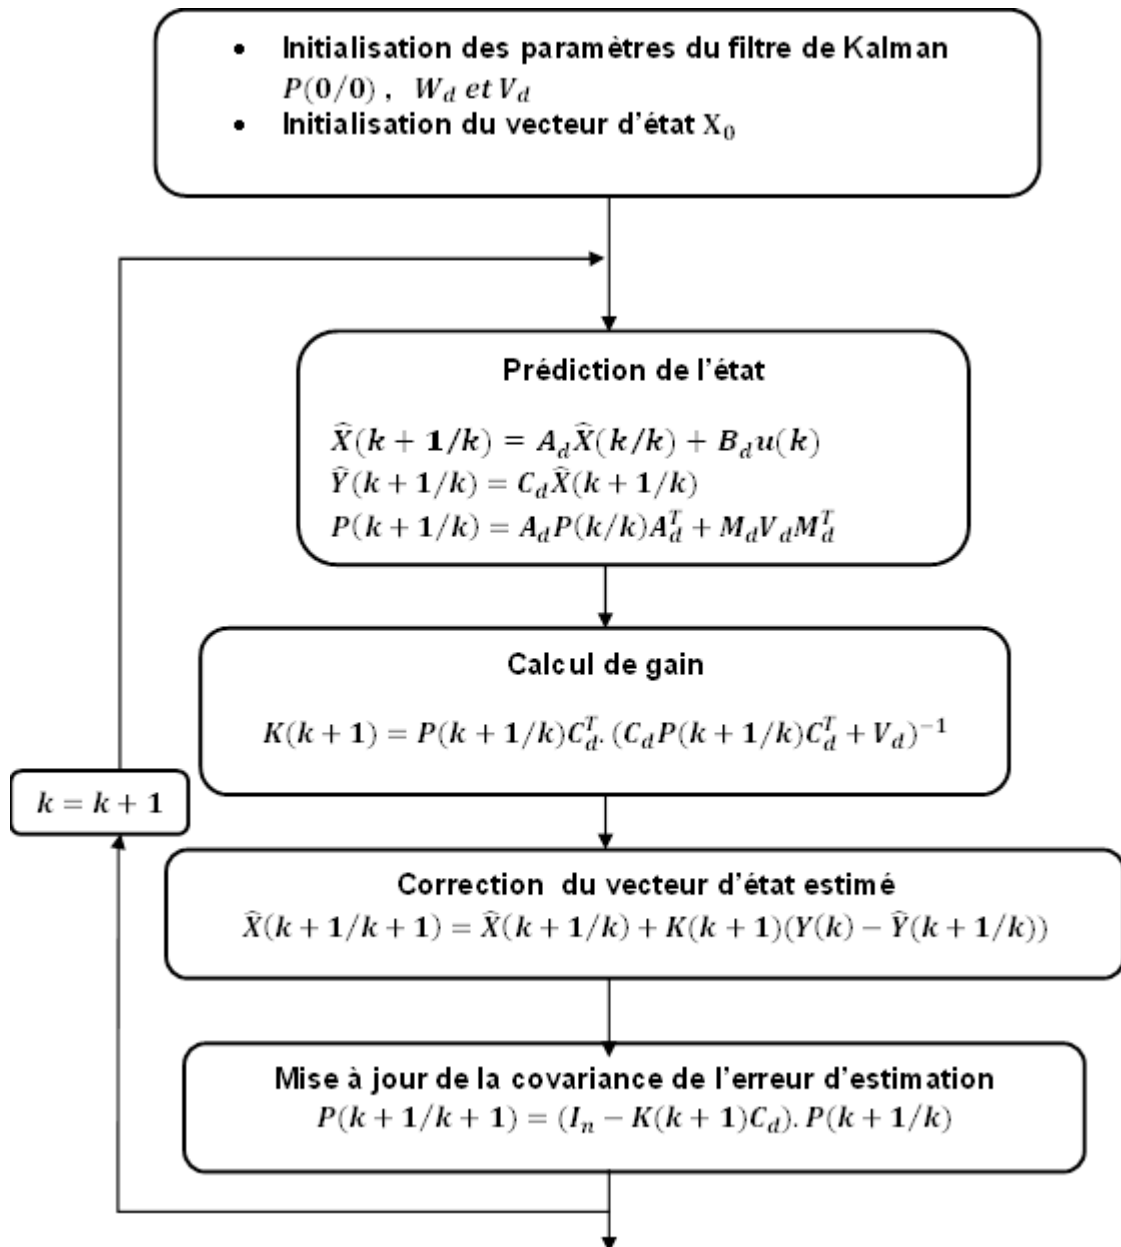 • Initialisation des paramètres du filtre de Kalman
P(0/0) , W_d et V_d
• Initialisation du vecteur d'état X_0
Prédiction de l'état
X̂(k + 1/k) = A_d X̂(k/k) + B_d u(k)
Ŷ(k + 1/k) = C_d X̂(k + 1/k)
P(k + 1/k) = A_d P(k/k)A_d^T + M_d V_d M_d^T
Calcul de gain
K(k + 1) = P(k + 1/k)C_d^T. (C_d P(k + 1/k)C_d^T + V_d)^{-1}
k = k + 1
Correction du vecteur d'état estimé
X̂(k + 1/k + 1) = X̂(k + 1/k) + K(k + 1)(Y(k) − Ŷ(k + 1/k))
Mise à jour de la covariance de l'erreur d'estimation
P(k + 1/k + 1) = (I_n − K(k + 1)C_d). P(k + 1/k)